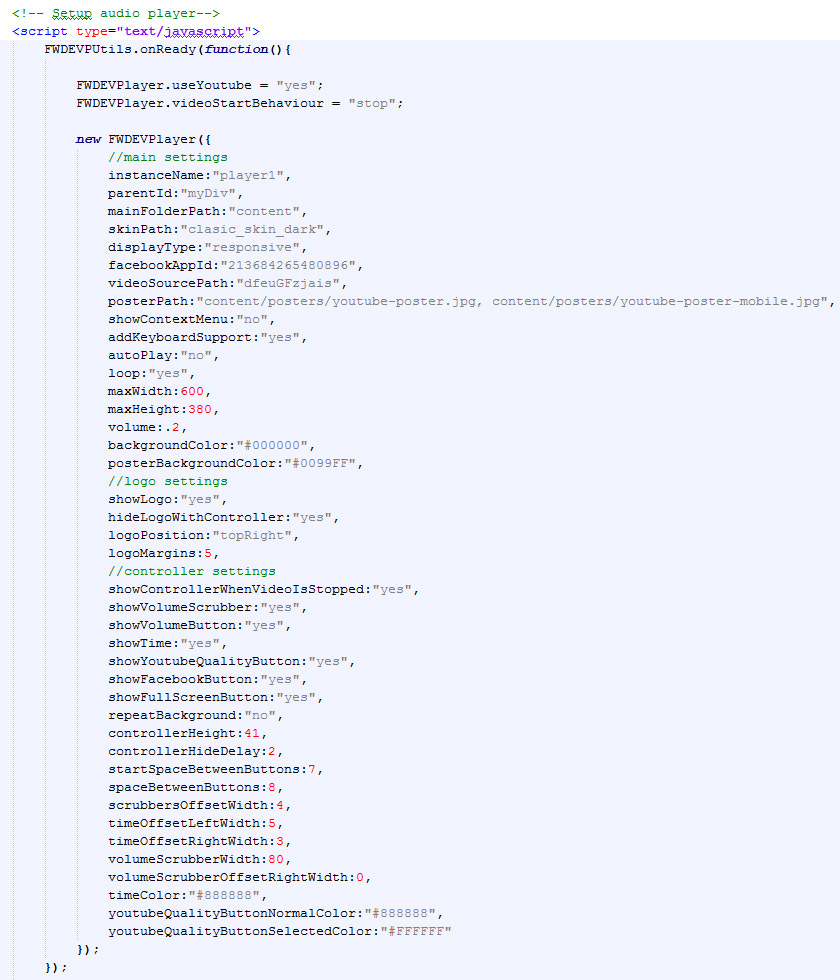 <!-- Setup audio player-->
<script type="text/javascript">
FWDEVPUtils.onReady(function(){
FWDEVPlayer.useYoutube = "yes";
FWDEVPlayer.videoStartBehaviour = "stop";
new FWDEVPlayer({
//main settings
instanceName:"player1",
parentId:"myDiv",
mainFolderPath:"content",
skinPath:"clasic_skin_dark",
displayType:"responsive",
facebookAppId:"213684265480896",
videoSourcePath:"dfeuGFzjais",
posterPath:"content/posters/youtube-poster.jpg, content/posters/youtube-poster-mobile.jpg",
showContextMenu:"no",
addKeyboardSupport:"yes",
autoPlay:"no",
loop:"yes",
maxWidth:600,
maxHeight:380,
volume:.2,
backgroundColor:"#000000",
posterBackgroundColor:"#0099FF",
//logo settings
showLogo:"yes",
hideLogoWithController:"yes",
logoPosition:"topRight",
logoMargins:5,
//controller settings
showControllerWhenVideoIsStopped:"yes",
showVolumeScrubber:"yes",
showVolumeButton:"yes",
showTime:"yes",
showYoutubeQualityButton:"yes",
showFacebookButton:"yes",
showFullScreenButton:"yes",
repeatBackground:"no",
controllerHeight:41,
controllerHideDelay:2,
startSpaceBetweenButtons:7,
spaceBetweenButtons:8,
scrubbersOffsetWidth:4,
timeOffsetLeftWidth:5,
timeOffsetRightWidth:3,
volumeScrubberWidth:80,
volumeScrubberOffsetRightWidth:0,
timeColor:"#888888",
youtubeQualityButtonNormalColor:"#888888",
youtubeQualityButtonSelectedColor:"#FFFFFF"
});
});